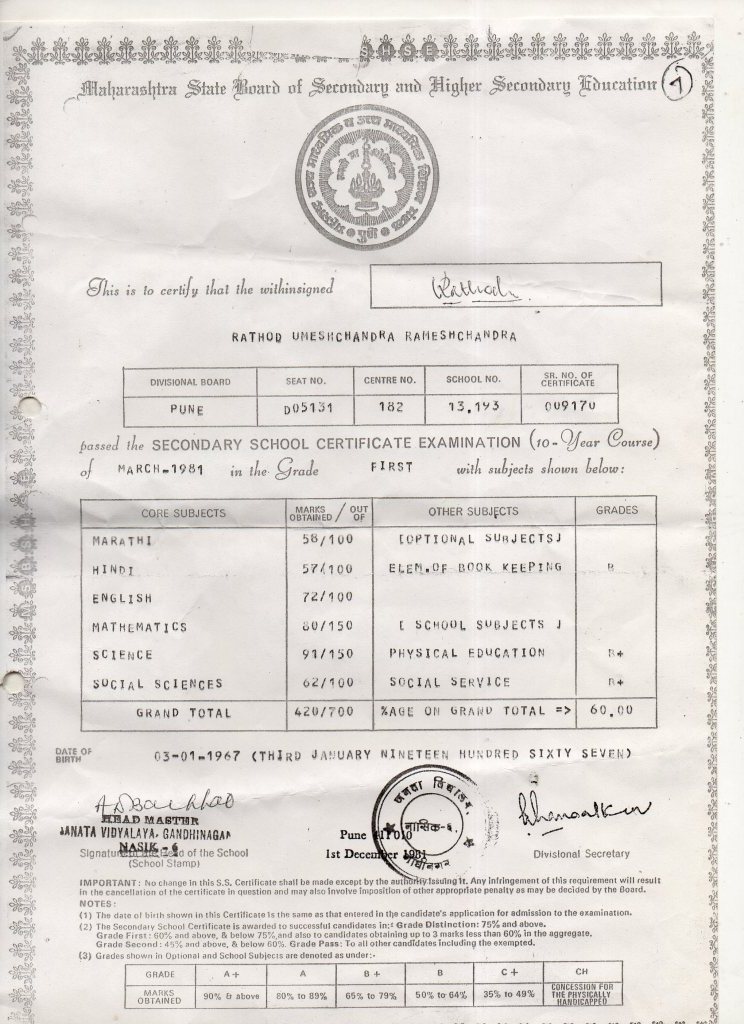 S H S E
Maharashtra State Board of Secondary and Higher Secondary Education
This is to certify that the withinsigned
RATHOD UMESHCHANDRA RAMESHCHANDRA
DIVISIONAL BOARD SEAT NO. CENTRE NO. SCHOOL NO. SR. NO. OF CERTIFICATE
PUNE D05131 182 13,193 009170
passed the SECONDARY SCHOOL CERTIFICATE EXAMINATION (10-Year Course)
of MARCH-1981 in the Grade FIRST with subjects shown below:
CORE SUBJECTS MARKS OBTAINED / OUT OF OTHER SUBJECTS GRADES
MARATHI 58/100 [OPTIONAL SUBJECTS]
HINDI 57/100 ELEM.OF BOOK KEEPING B
ENGLISH 72/100
MATHEMATICS 80/150 [ SCHOOL SUBJECTS ]
SCIENCE 91/150 PHYSICAL EDUCATION B+
SOCIAL SCIENCES 62/100 SOCIAL SERVICE B+
GRAND TOTAL 420/700 %AGE ON GRAND TOTAL => 60.00
DATE OF BIRTH 03-01-1967 (THIRD JANUARY NINETEEN HUNDRED SIXTY SEVEN)
HEAD MASTER
JANATA VIDYALAYA, GANDHINAGAR
NASIK - 6
जनता विद्यालय,
नासिक-६.
गांधीनगर
Pune 411010
Signature of the Head of the School 1st December 1981 Divisional Secretary
(School Stamp)
IMPORTANT: No change in this S.S. Certificate shall be made except by the authority issuing it. Any infringement of this requirement will result
in the cancellation of the certificate in question and may also involve imposition of other appropriate penalty as may be decided by the Board.
NOTES:
(1) The date of birth shown in this Certificate is the same as that entered in the candidate's application for admission to the examination.
(2) The Secondary School Certificate is awarded to successful candidates in:( Grade Distinction: 75% and above.
Grade First: 60% and above, & below 75%,and also to candidates obtaining up to 3 marks less than 60% in the aggregate.
Grade Second: 45% and above, & below 60%. Grade Pass: To all other candidates including the exempted.
(3) Grades shown in Optional and School Subjects are denoted as under:-
GRADE A+ A B+ B C+ CH
MARKS OBTAINED 90% & above 80% to 89% 65% to 79% 50% to 64% 35% to 49% CONCESSION FOR THE PHYSICALLY HANDICAPPED